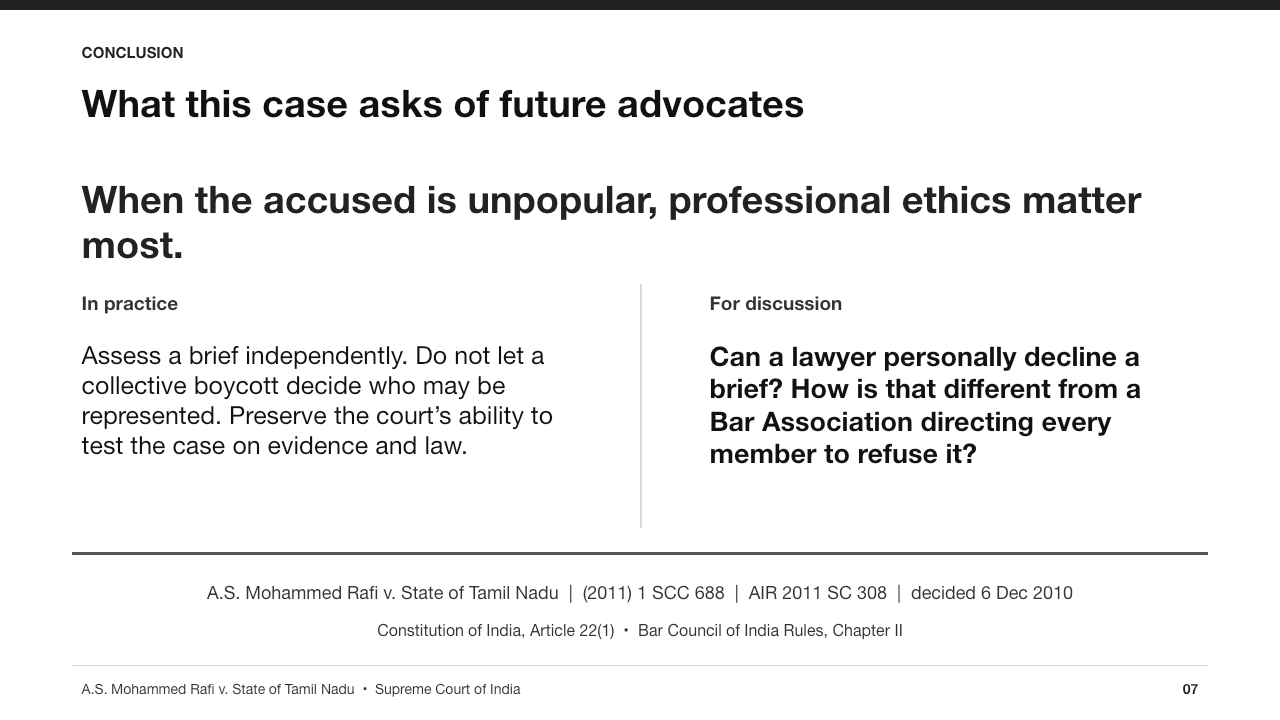 CONCLUSION
What this case asks of future advocates
When the accused is unpopular, professional ethics matter
most.
In practice
Assess a brief independently. Do not let a
collective boycott decide who may be
represented. Preserve the court’s ability to
test the case on evidence and law.
For discussion
Can a lawyer personally decline a
brief? How is that different from a
Bar Association directing every
member to refuse it?
A.S. Mohammed Rafi v. State of Tamil Nadu | (2011) 1 SCC 688 | AIR 2011 SC 308 | decided 6 Dec 2010
Constitution of India, Article 22(1) • Bar Council of India Rules, Chapter II
A.S. Mohammed Rafi v. State of Tamil Nadu • Supreme Court of India
07